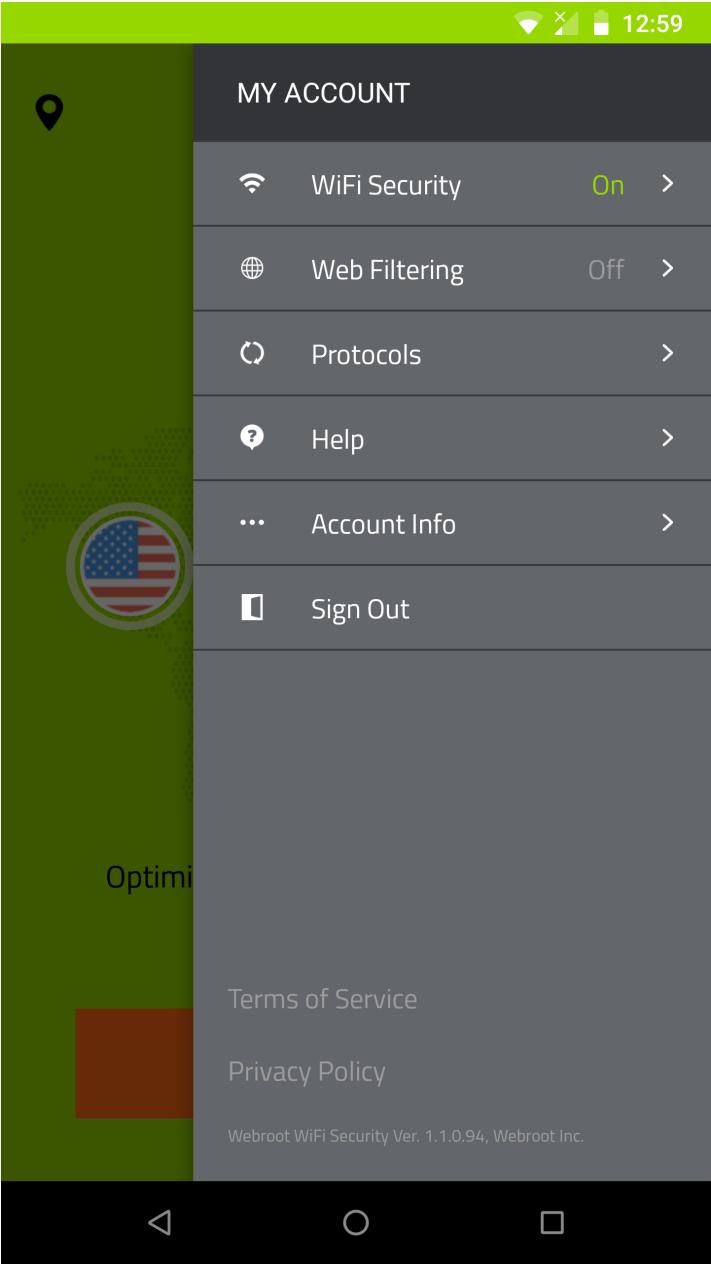 12:59
MY ACCOUNT
WiFi Security On
Web Filtering Off
Protocols
Help
Account Info
Sign Out
Optimi
Terms of Service
Privacy Policy
Webroot WiFi Security Ver. 1.1.0.94, Webroot Inc.